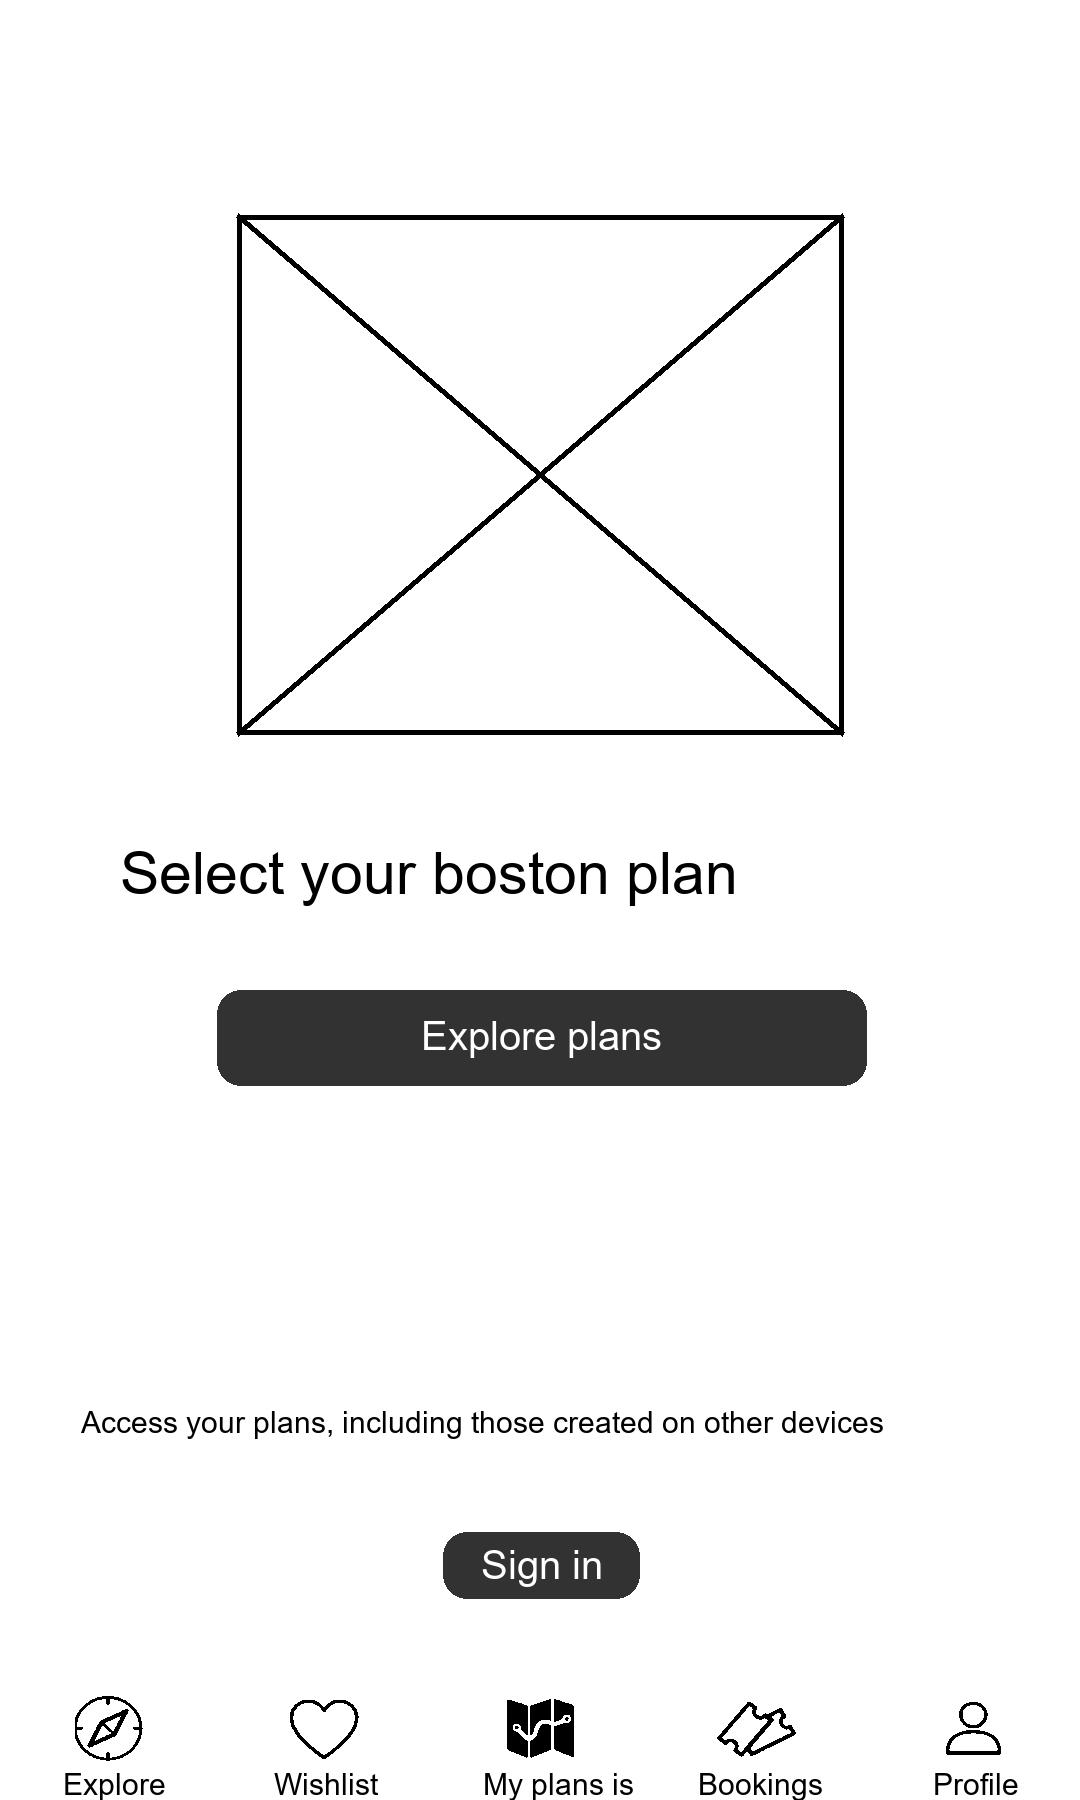 Select your boston plan
Explore plans
Access your plans, including those created on other devices
Sign in
Explore
Wishlist
My plans is
Bookings
Profile